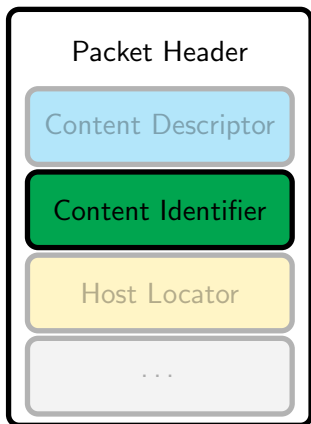 Packet Header
Content Descriptor
Content Identifier
Host Locator
...